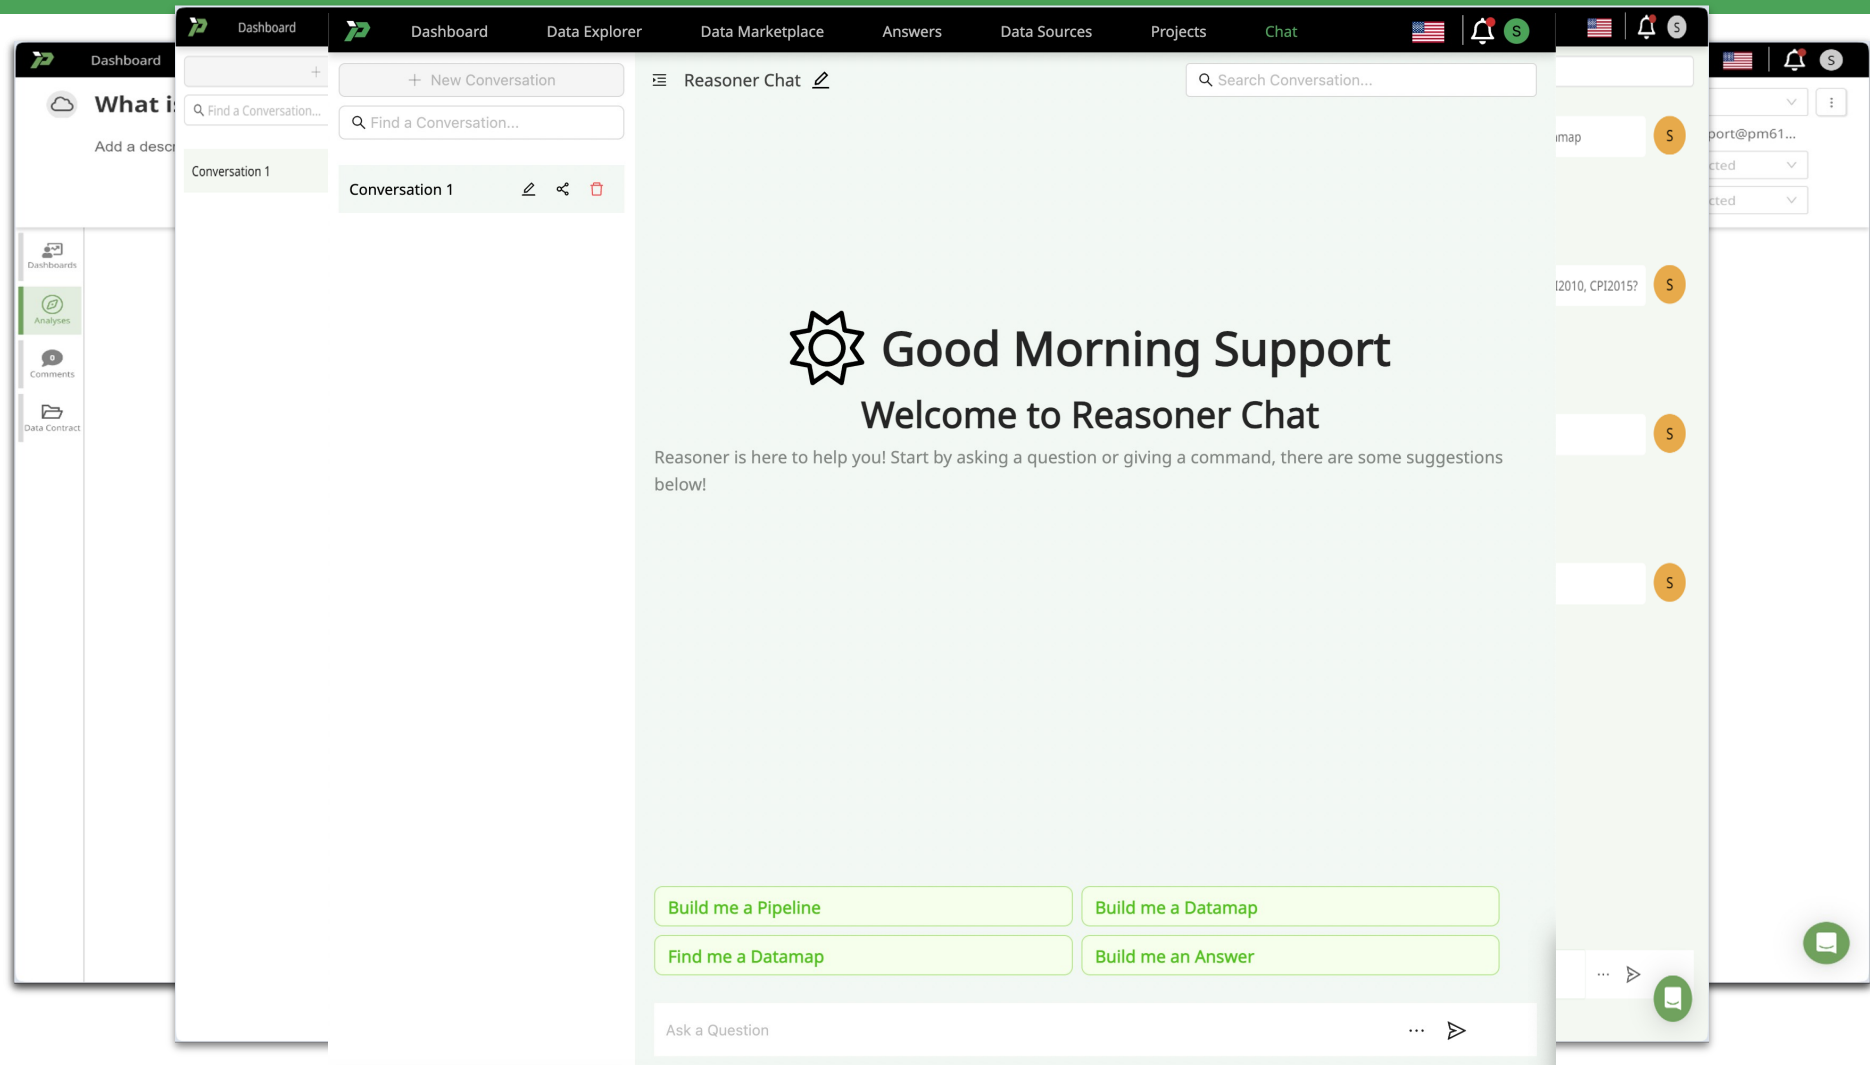 Dashboard
Data Explorer
Data Marketplace
Answers
Data Sources
Projects
Chat
S
+ New Conversation
Find a Conversation...
Conversation 1
Reasoner Chat
Search Conversation...
Good Morning Support
Welcome to Reasoner Chat
Reasoner is here to help you! Start by asking a question or giving a command, there are some suggestions
below!
Build me a Pipeline
Build me a Datamap
Find me a Datamap
Build me an Answer
Ask a Question
Dashboard
+
Find a Conversation...
Conversation 1
S
map
S
I2010, CPI2015?
S
S
S
Dashboard
S
What is
Add a descr
port@pm61...
cted
cted
Dashboards
Analyses
0
Comments
Data Contract